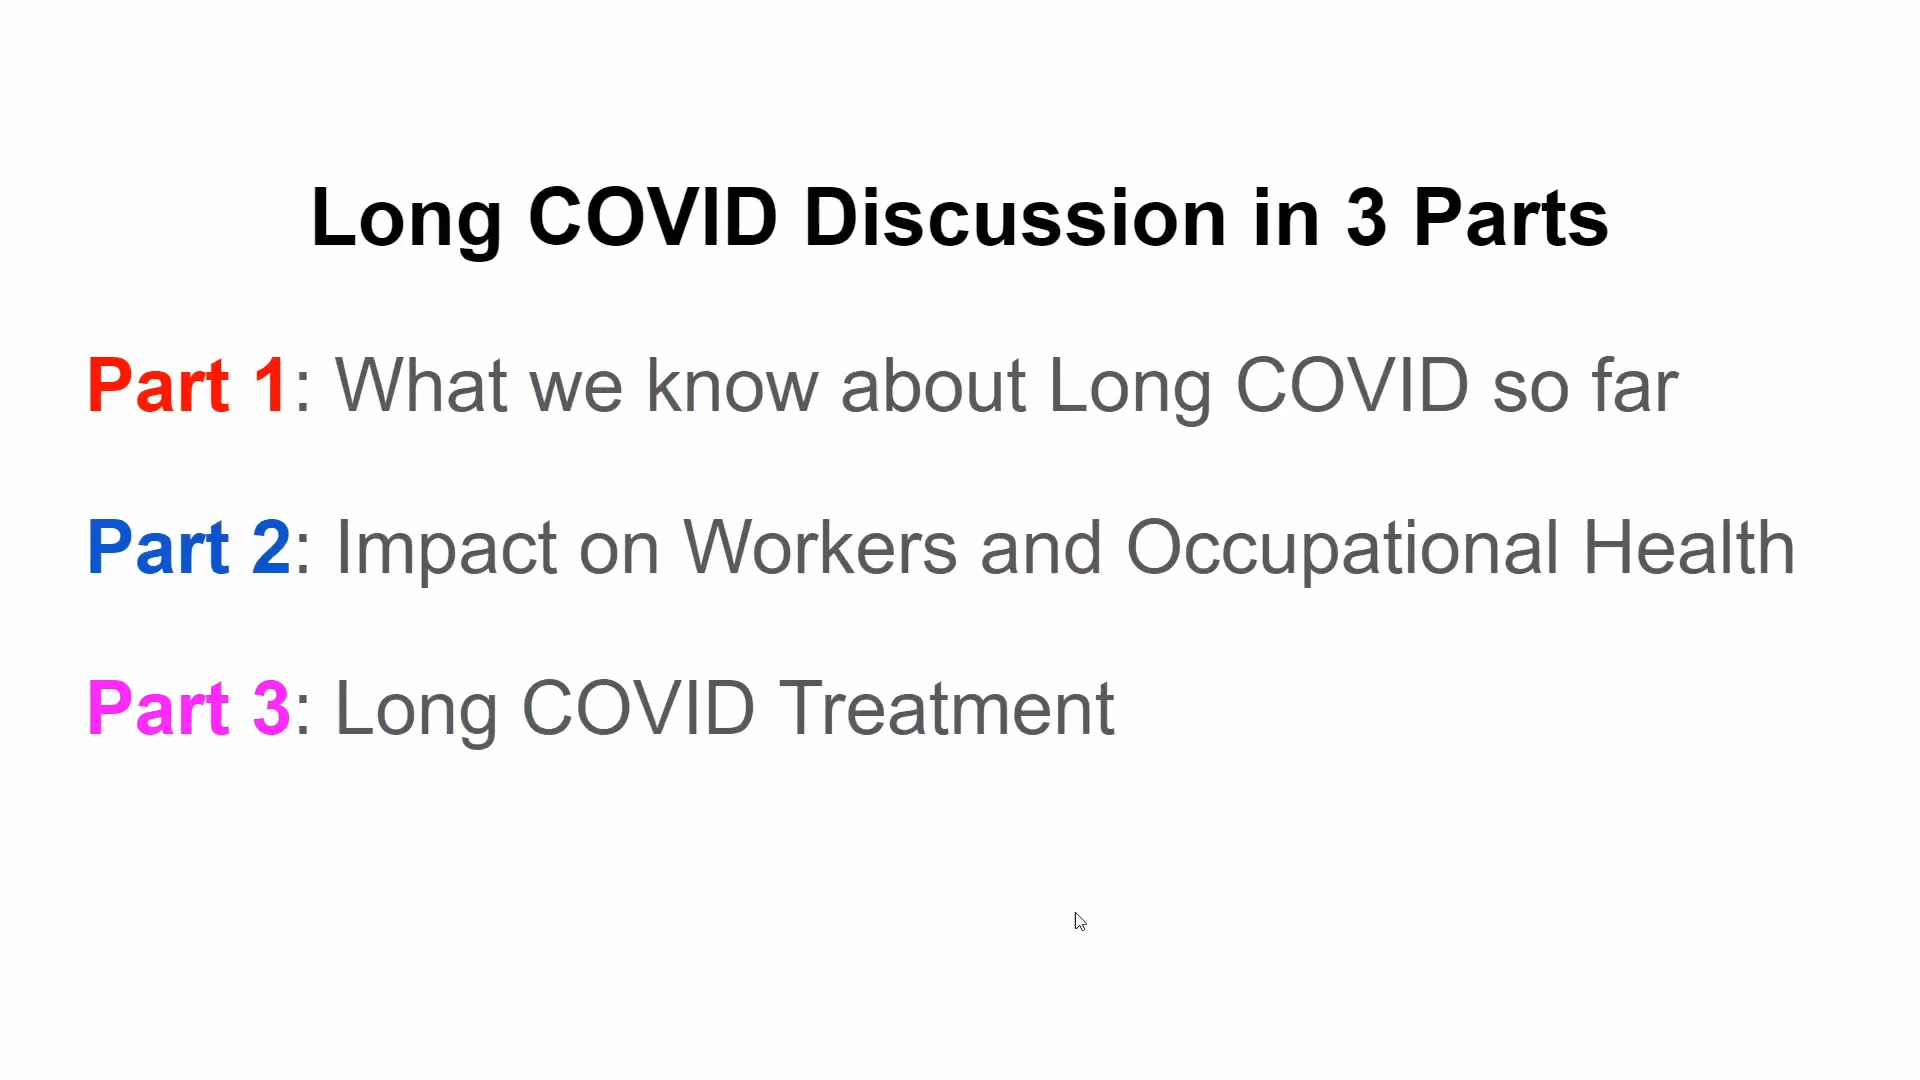 Long COVID Discussion in 3 Parts
Part 1: What we know about Long COVID so far
Part 2: Impact on Workers and Occupational Health
Part 3: Long COVID Treatment